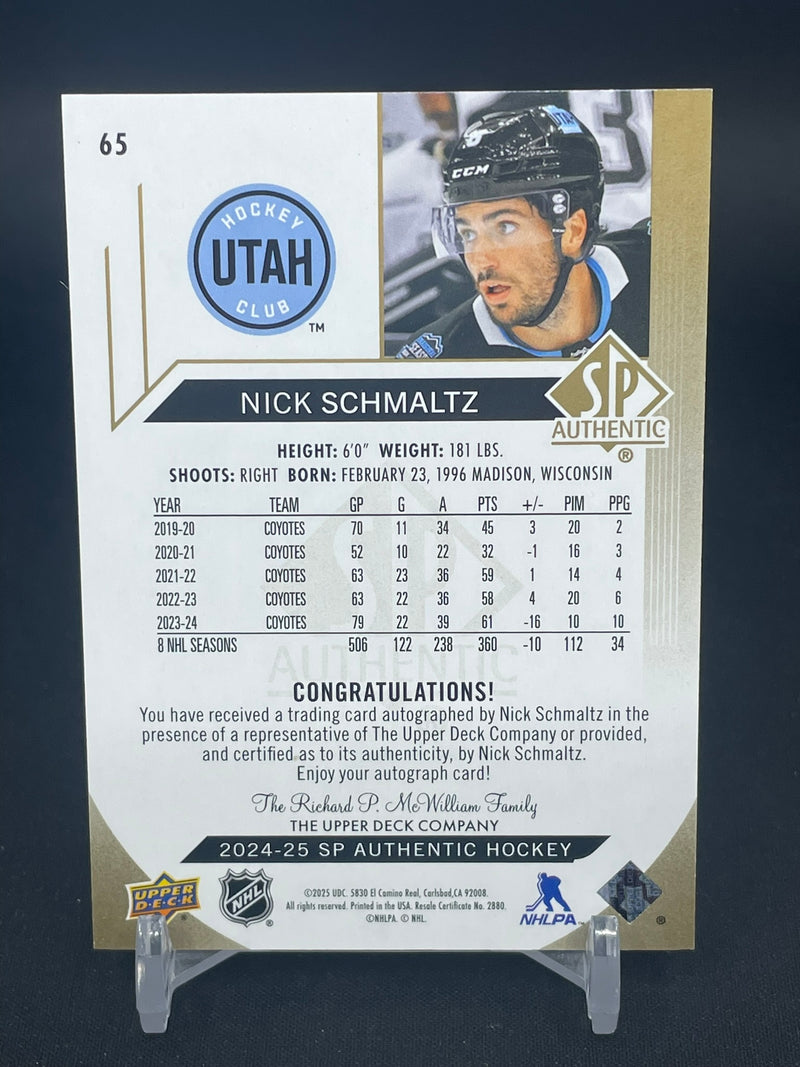 65
HOCKEY
UTAH
CLUB
TM
UTAH
CCM
NICK SCHMALTZ
SP
AUTHENTIC
®
HEIGHT: 6'0" WEIGHT: 181 LBS.
SHOOTS: RIGHT BORN: FEBRUARY 23, 1996 MADISON, WISCONSIN
YEAR TEAM GP G A PTS +/- PIM PPG
2019-20 COYOTES 70 11 34 45 3 20 2
2020-21 COYOTES 52 10 22 32 -1 16 3
2021-22 COYOTES 63 23 36 59 1 14 4
2022-23 COYOTES 63 22 36 58 4 20 6
2023-24 COYOTES 79 22 39 61 -16 10 10
8 NHL SEASONS 506 122 238 360 -10 112 34
SP
AUTHENTIC
CONGRATULATIONS!
You have received a trading card autographed by Nick Schmaltz in the
presence of a representative of The Upper Deck Company or provided,
and certified as to its authenticity, by Nick Schmaltz.
Enjoy your autograph card!
The Richard P. McWilliam Family
THE UPPER DECK COMPANY
2024-25 SP AUTHENTIC HOCKEY
UPPER
D·E·C·K
®
NHL
®
©2025 UDC. 5830 El Camino Real, Carlsbad,CA 92008.
All rights reserved. Printed in the USA. Resale Certificate No. 2880.
©NHLPA. © NHL.
NHLPA
™
®